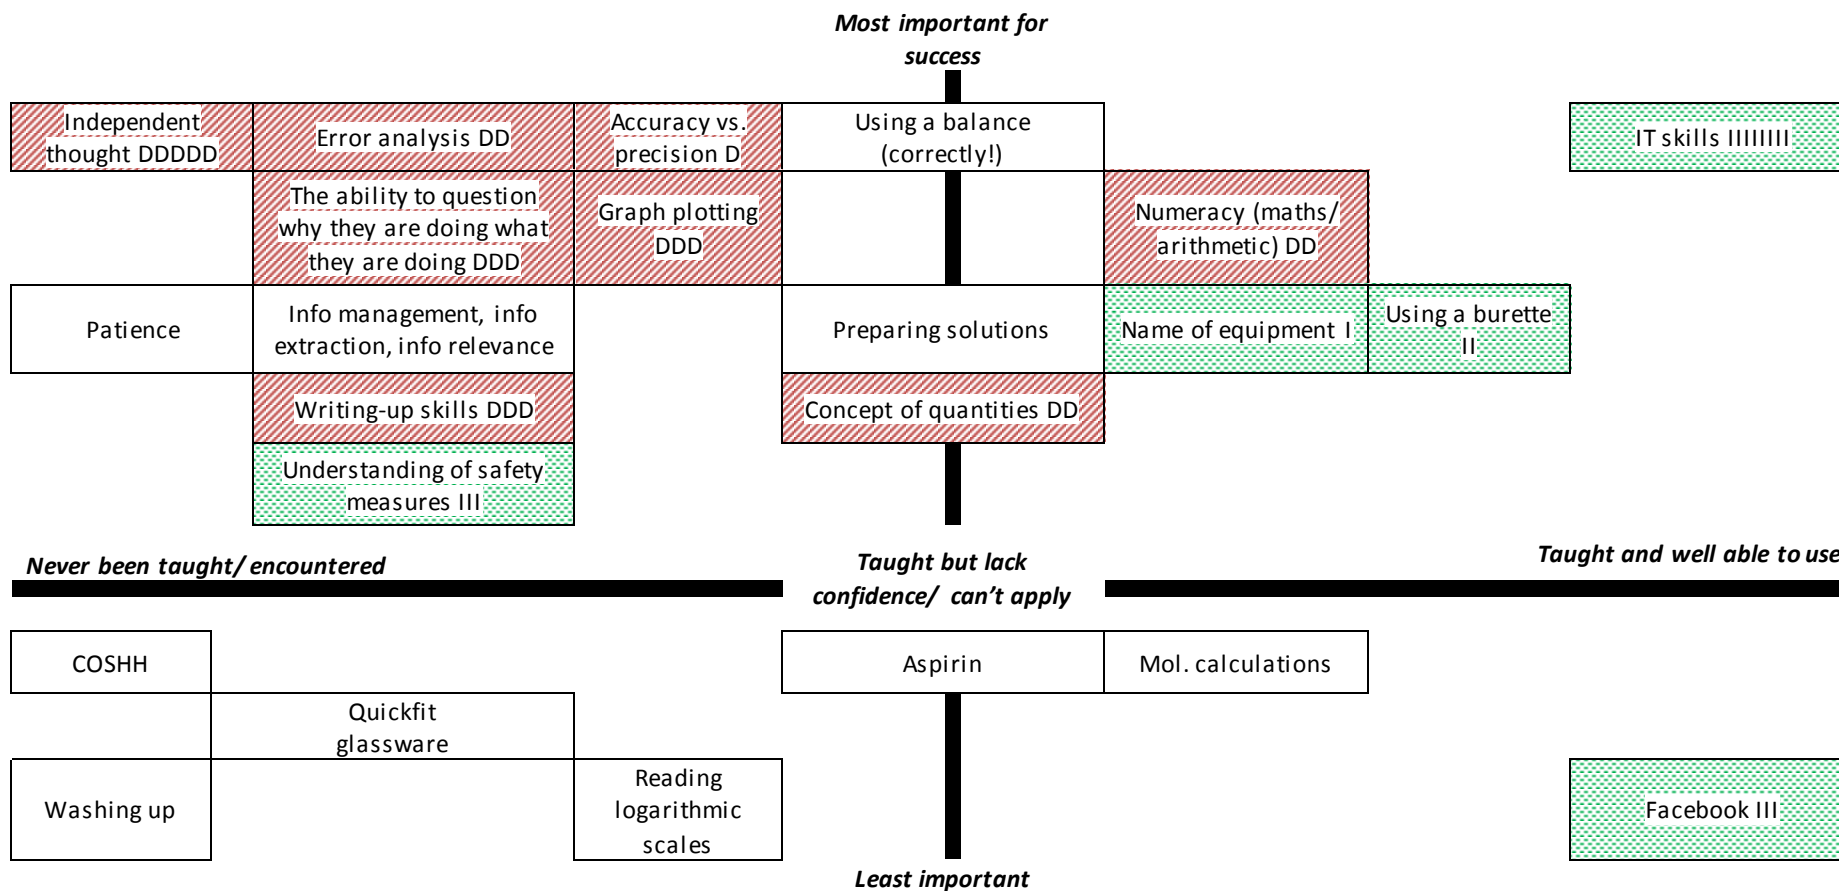 Most important for
success
Independent
thought DDDDD
Error analysis DD
Accuracy vs.
precision D
Using a balance
(correctly!)
IT skills IIIIIIII
The ability to question
why they are doing what
they are doing DDD
Graph plotting
DDD
Numeracy (maths/
arithmetic) DD
Patience
Info management, info
extraction, info relevance
Preparing solutions
Name of equipment I
Using a burette
II
Writing-up skills DDD
Concept of quantities DD
Understanding of safety
measures III
Never been taught/ encountered
Taught but lack
confidence/ can't apply
Taught and well able to use
COSHH
Aspirin
Mol. calculations
Quickfit
glassware
Washing up
Reading
logarithmic
scales
Facebook III
Least important